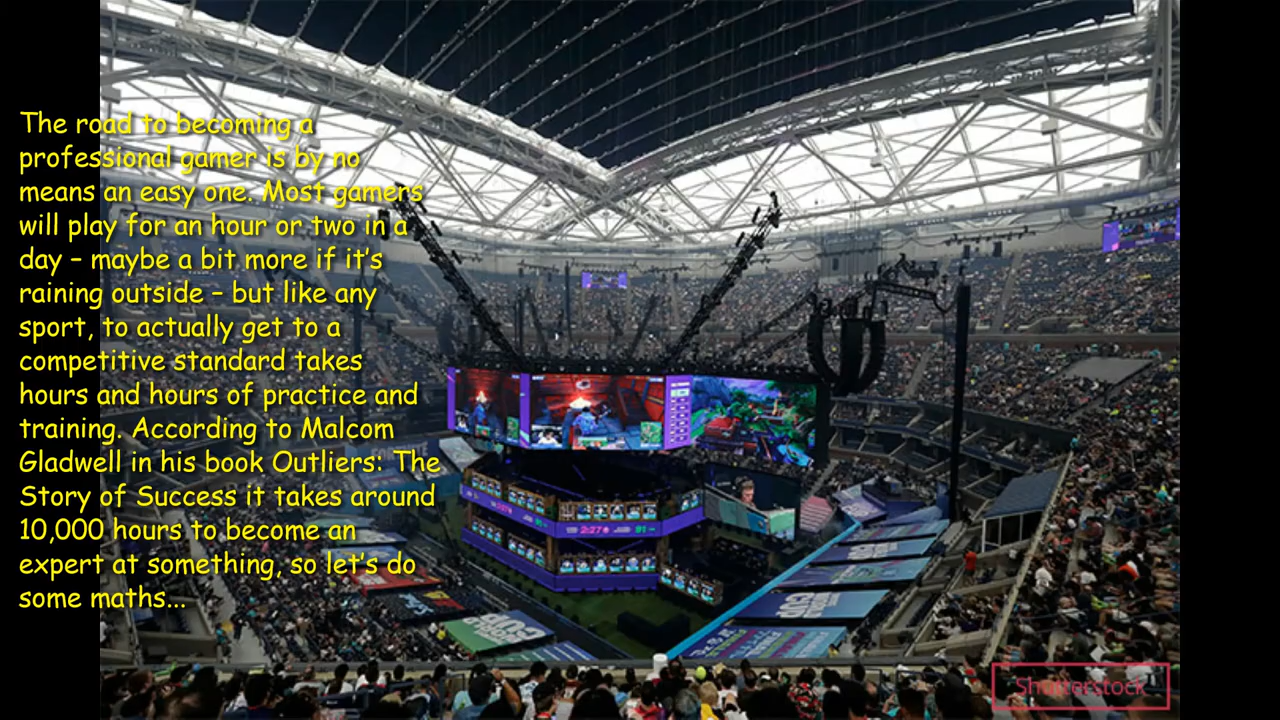 The road to becoming a
professional gamer is by no
means an easy one. Most gamers
will play for an hour or two in a
day – maybe a bit more if it's
raining outside – but like any
sport, to actually get to a
competitive standard takes
hours and hours of practice and
training. According to Malcom
Gladwell in his book Outliers: The
Story of Success it takes around
10,000 hours to become an
expert at something, so let's do
some maths...
2:27
WORLD
CUP
Shutterstock